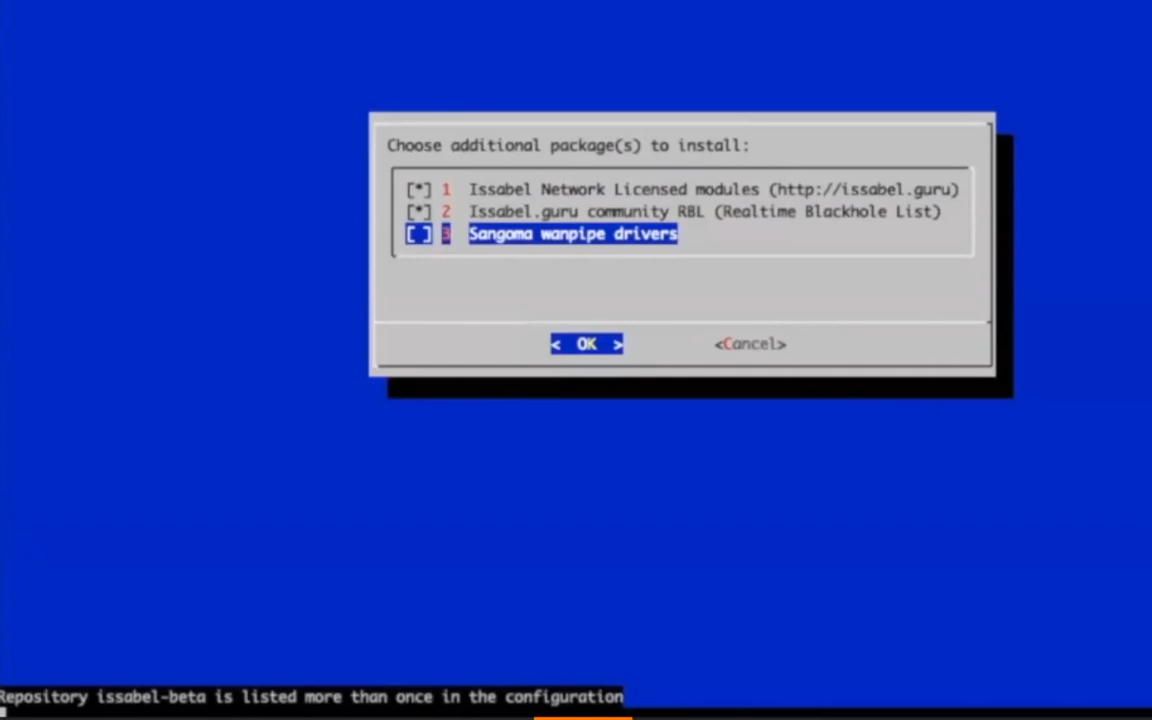 Choose additional package(s) to install:
[*] 1 Issabel Network Licensed modules (http://issabel.guru)
[*] 2 Issabel.guru community RBL (Realtime Blackhole List)
[ ] 3 Sangoma wanpipe drivers
< OK > <Cancel>
Repository issabel-beta is listed more than once in the configuration